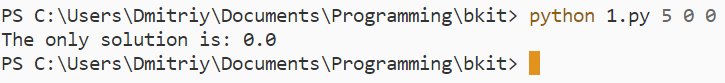 PS C:\Users\Dmitriy\Documents\Programming\bkit> python 1.py 5 0 0
The only solution is: 0.0
PS C:\Users\Dmitriy\Documents\Programming\bkit>